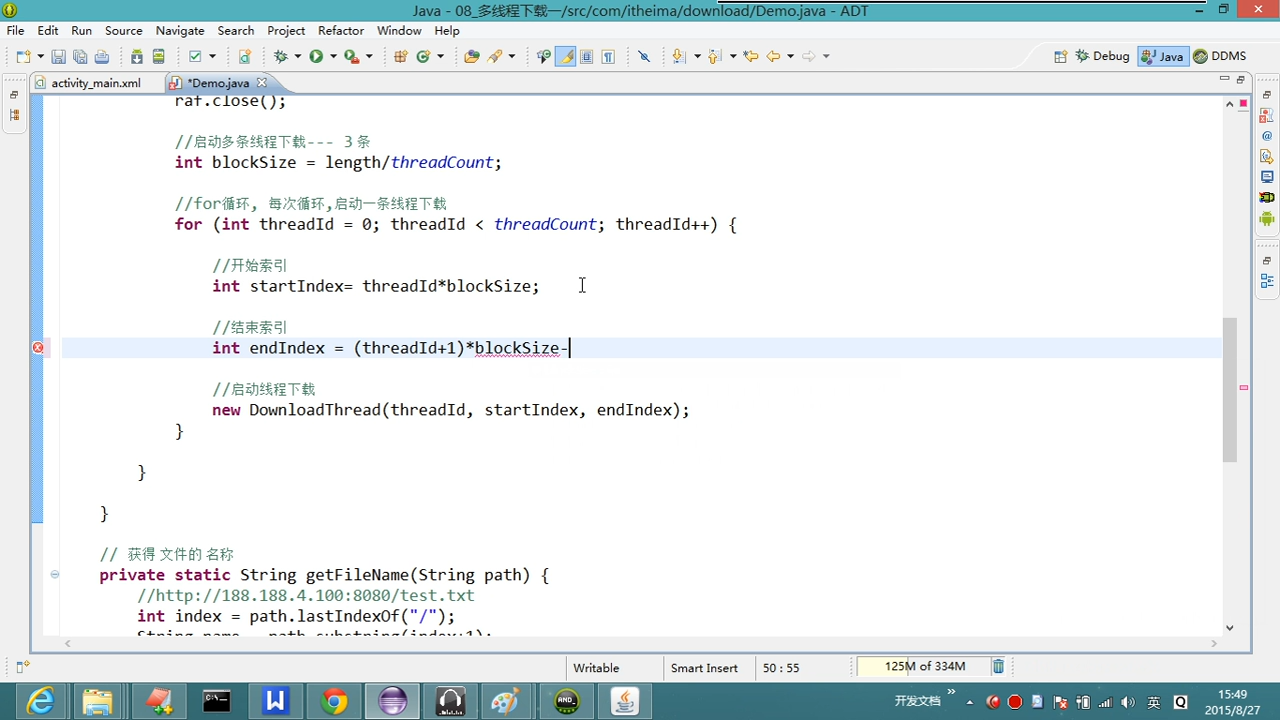 Java - 08_多线程下载一/src/com/itheima/download/Demo.java - ADT
File Edit Run Source Navigate Search Project Refactor Window Help
Debug Java DDMS
activity_main.xml *Demo.java
raf.close();
//启动多条线程下载--- 3条
int blockSize = length/threadCount;
//for循环, 每次循环,启动一条线程下载
for (int threadId = 0; threadId < threadCount; threadId++) {
//开始索引
int startIndex= threadId*blockSize;
//结束索引
int endIndex = (threadId+1)*blockSize-
//启动线程下载
new DownloadThread(threadId, startIndex, endIndex);
}
}
}
// 获得 文件的 名称
private static String getFileName(String path) {
//http://188.188.4.100:8080/test.txt
int index = path.lastIndexOf("/");
String name = path.substring(index+1);
Writable Smart Insert 50 : 55 125M of 334M
开发文档 英 15:49
2015/8/27